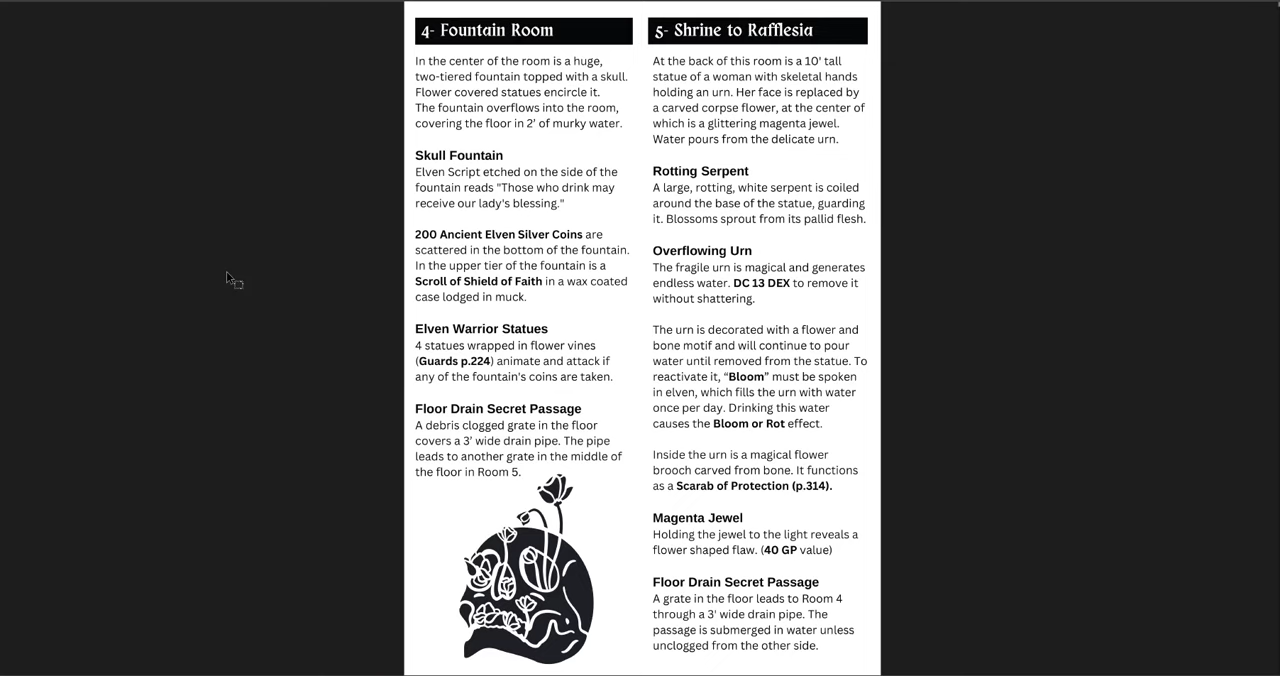 4- Fountain Room
In the center of the room is a huge,
two-tiered fountain topped with a skull.
Flower covered statues encircle it.
The fountain overflows into the room,
covering the floor in 2' of murky water.
Skull Fountain
Elven Script etched on the side of the
fountain reads "Those who drink may
receive our lady's blessing."
200 Ancient Elven Silver Coins are
scattered in the bottom of the fountain.
In the upper tier of the fountain is a
Scroll of Shield of Faith in a wax coated
case lodged in muck.
Elven Warrior Statues
4 statues wrapped in flower vines
(Guards p.224) animate and attack if
any of the fountain's coins are taken.
Floor Drain Secret Passage
A debris clogged grate in the floor
covers a 3' wide drain pipe. The pipe
leads to another grate in the middle of
the floor in Room 5.
5- Shrine to Rafflesia
At the back of this room is a 10' tall
statue of a woman with skeletal hands
holding an urn. Her face is replaced by
a carved corpse flower, at the center of
which is a glittering magenta jewel.
Water pours from the delicate urn.
Rotting Serpent
A large, rotting, white serpent is coiled
around the base of the statue, guarding
it. Blossoms sprout from its pallid flesh.
Overflowing Urn
The fragile urn is magical and generates
endless water. DC 13 DEX to remove it
without shattering.
The urn is decorated with a flower and
bone motif and will continue to pour
water until removed from the statue. To
reactivate it, “Bloom” must be spoken
in elven, which fills the urn with water
once per day. Drinking this water
causes the Bloom or Rot effect.
Inside the urn is a magical flower
brooch carved from bone. It functions
as a Scarab of Protection (p.314).
Magenta Jewel
Holding the jewel to the light reveals a
flower shaped flaw. (40 GP value)
Floor Drain Secret Passage
A grate in the floor leads to Room 4
through a 3' wide drain pipe. The
passage is submerged in water unless
unclogged from the other side.